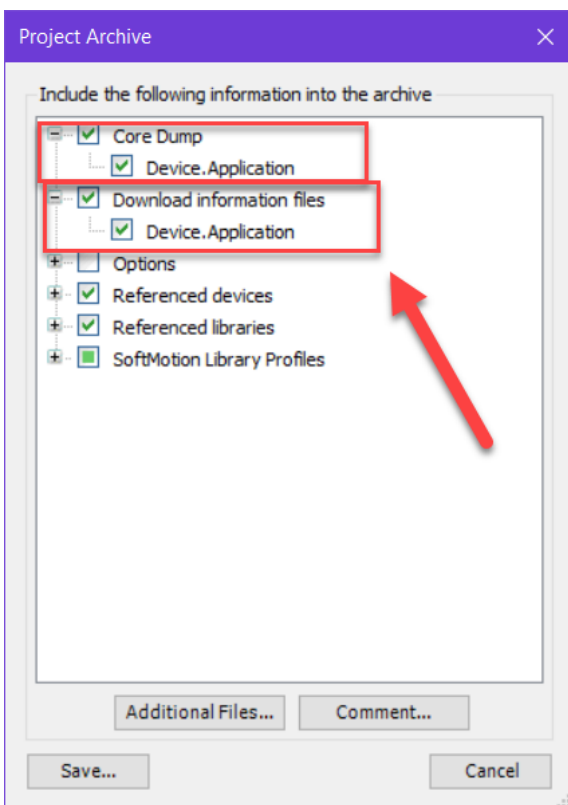 Project Archive
Include the following information into the archive
Core Dump
Device.Application
Download information files
Device.Application
Options
Referenced devices
Referenced libraries
SoftMotion Library Profiles
Additional Files...
Comment...
Save...
Cancel